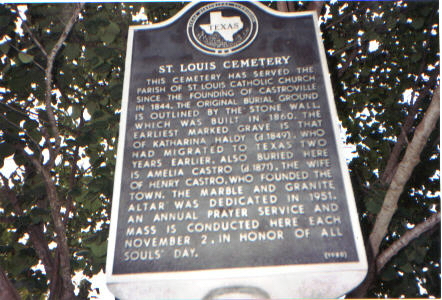 TEXAS
ST. LOUIS CEMETERY
THIS CEMETERY HAS SERVED THE
PARISH OF ST. LOUIS CATHOLIC CHURCH
SINCE THE FOUNDING OF CASTROVILLE
IN 1844. THE ORIGINAL BURIAL GROUND
IS OUTLINED BY THE STONE WALL
WHICH WAS BUILT IN 1860. THE
EARLIEST MARKED GRAVE IS THAT
OF KATHARINA HALDY (d.1847), WHO
HAD MIGRATED TO TEXAS TWO
YEARS EARLIER. ALSO BURIED HERE
IS AMELIA CASTRO (d.1871), THE WIFE
OF HENRY CASTRO, WHO FOUNDED THE
TOWN. THE MARBLE AND GRANITE
ALTAR WAS DEDICATED IN 1951.
AN ANNUAL PRAYER SERVICE AND
MASS IS CONDUCTED HERE EACH
NOVEMBER 2, IN HONOR OF ALL
SOULS' DAY.